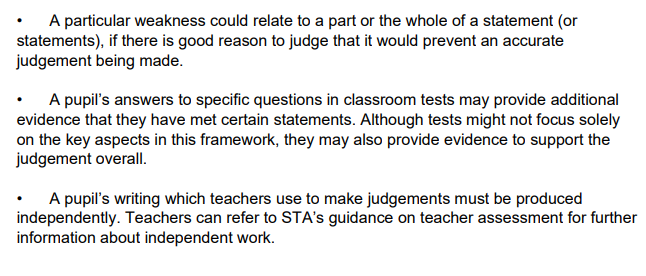 • A particular weakness could relate to a part or the whole of a statement (or
statements), if there is good reason to judge that it would prevent an accurate
judgement being made.
• A pupil’s answers to specific questions in classroom tests may provide additional
evidence that they have met certain statements. Although tests might not focus solely
on the key aspects in this framework, they may also provide evidence to support the
judgement overall.
• A pupil’s writing which teachers use to make judgements must be produced
independently. Teachers can refer to STA’s guidance on teacher assessment for further
information about independent work.